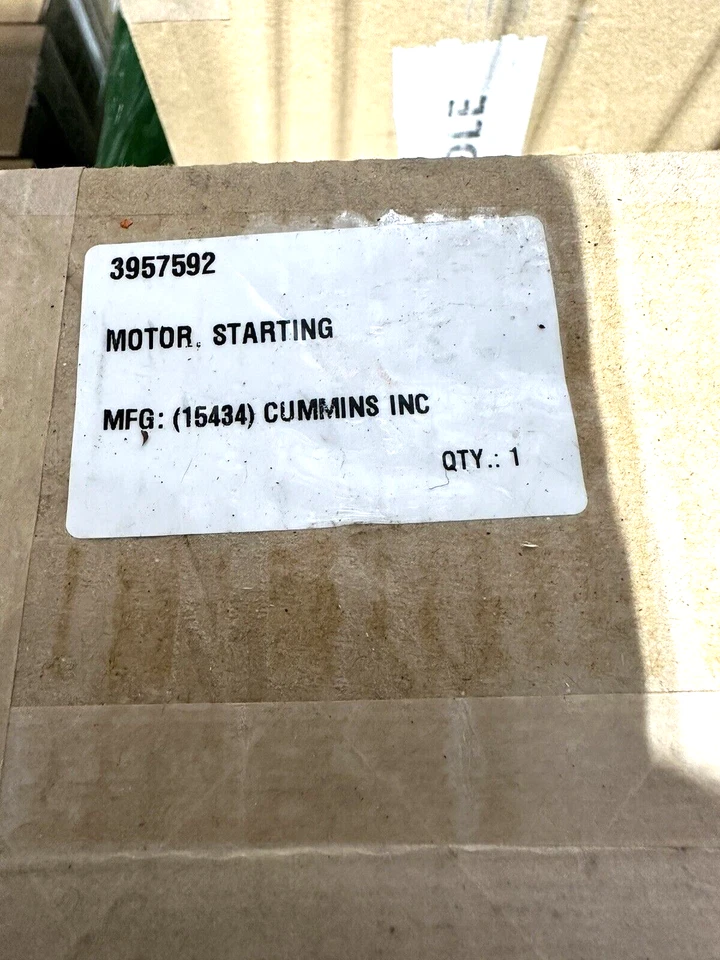 3957592
MOTOR, STARTING
MFG: (15434) CUMMINS INC
QTY.: 1